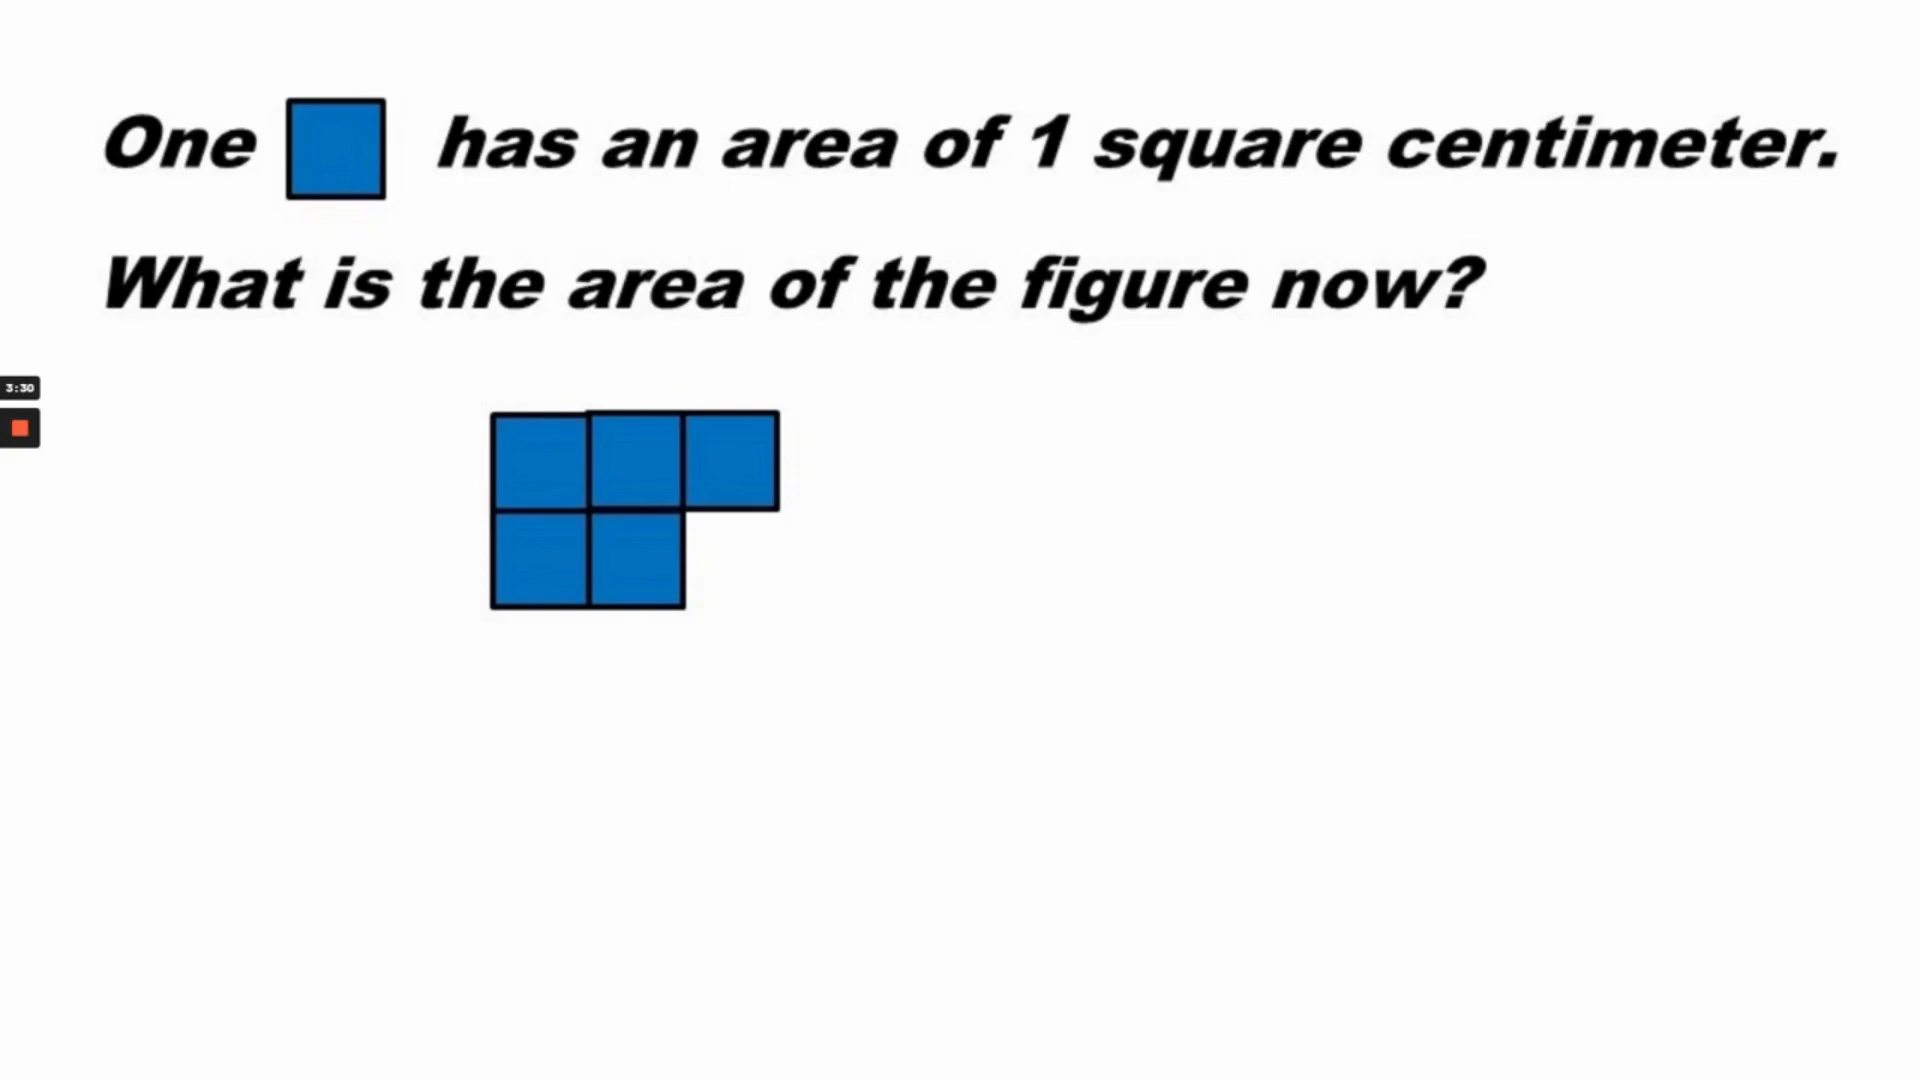 One has an area of 1 square centimeter.
What is the area of the figure now?
3:30